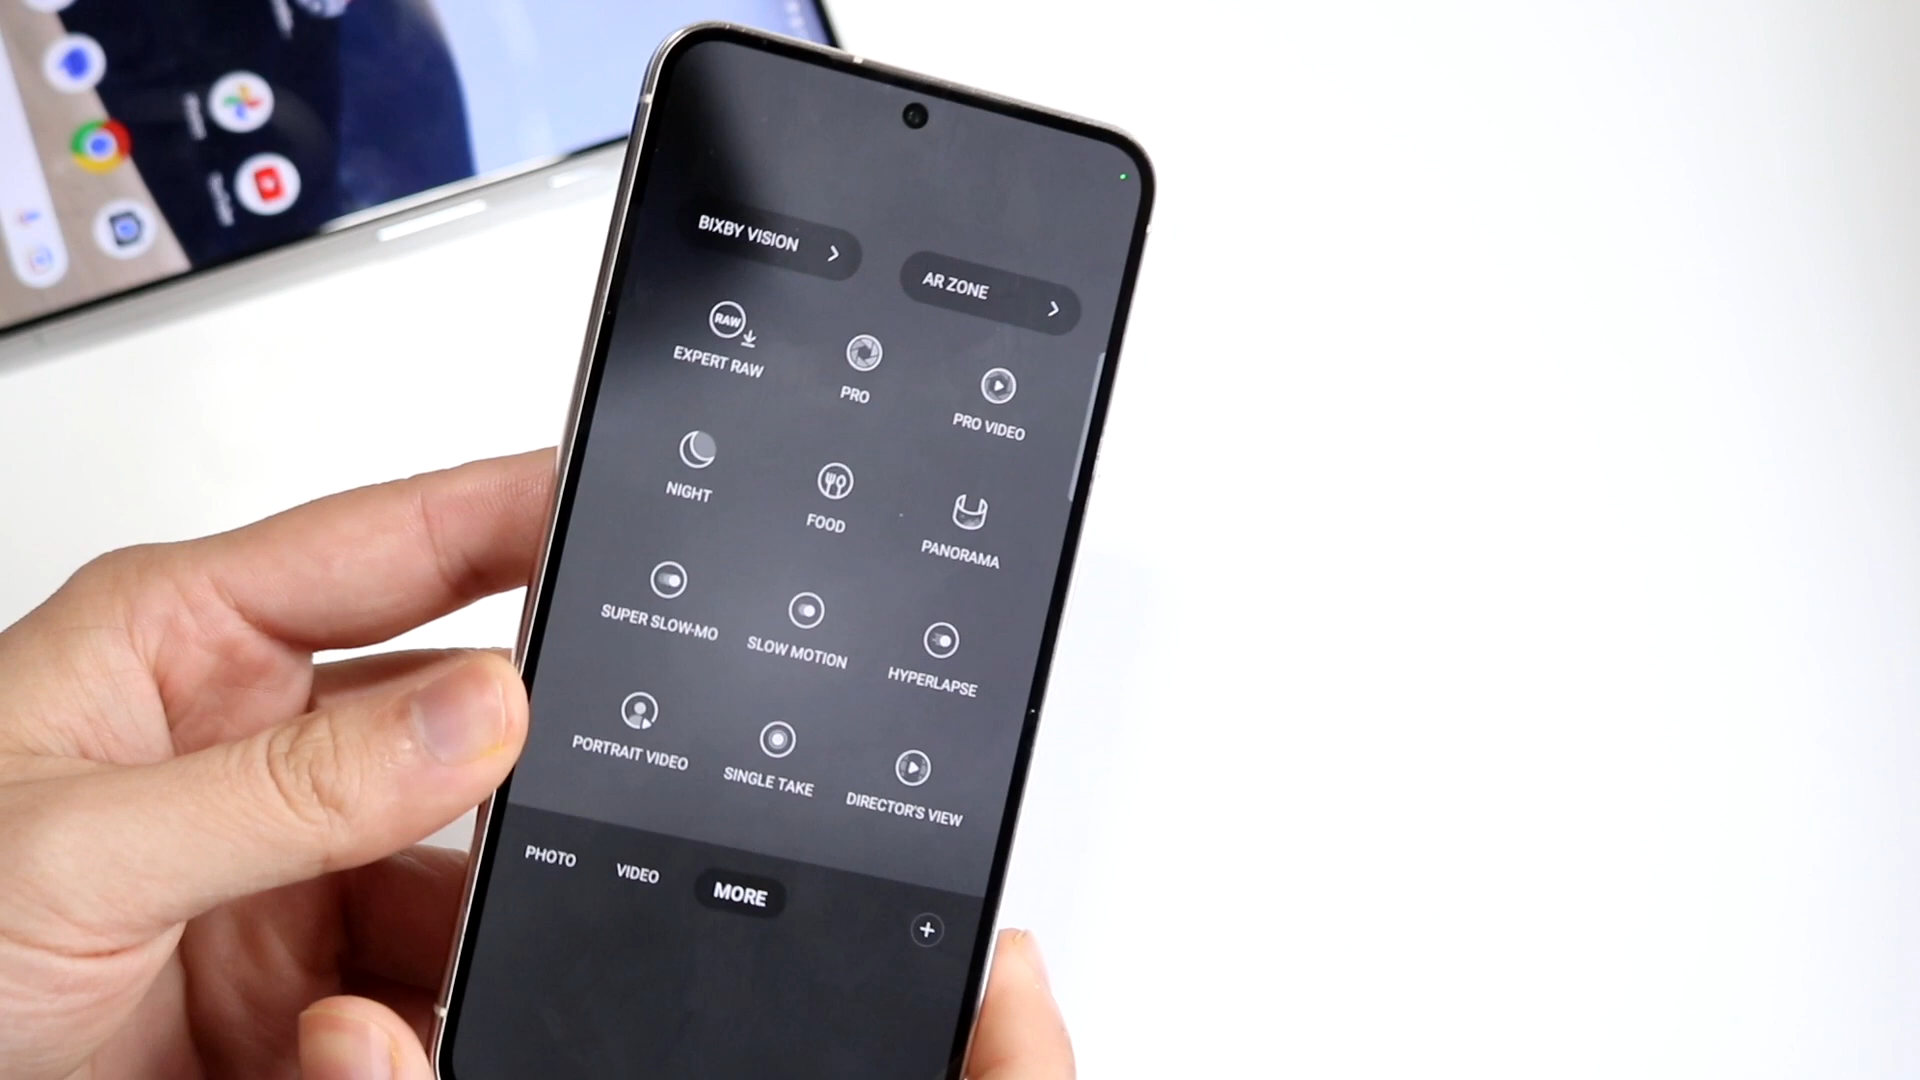 BIXBY VISION
AR ZONE
RAW
EXPERT RAW
PRO
PRO VIDEO
NIGHT
FOOD
PANORAMA
SUPER SLOW-MO
SLOW MOTION
HYPERLAPSE
PORTRAIT VIDEO
SINGLE TAKE
DIRECTOR'S VIEW
PHOTO
VIDEO
MORE